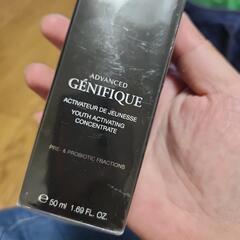 ADVANCED
GÉNIFIQUE
ACTIVATEUR DE JEUNESSE
YOUTH ACTIVATING
CONCENTRATE
PRE- & PROBIOTIC FRACTIONS
℮ 50 ml 1.69 FL. OZ.